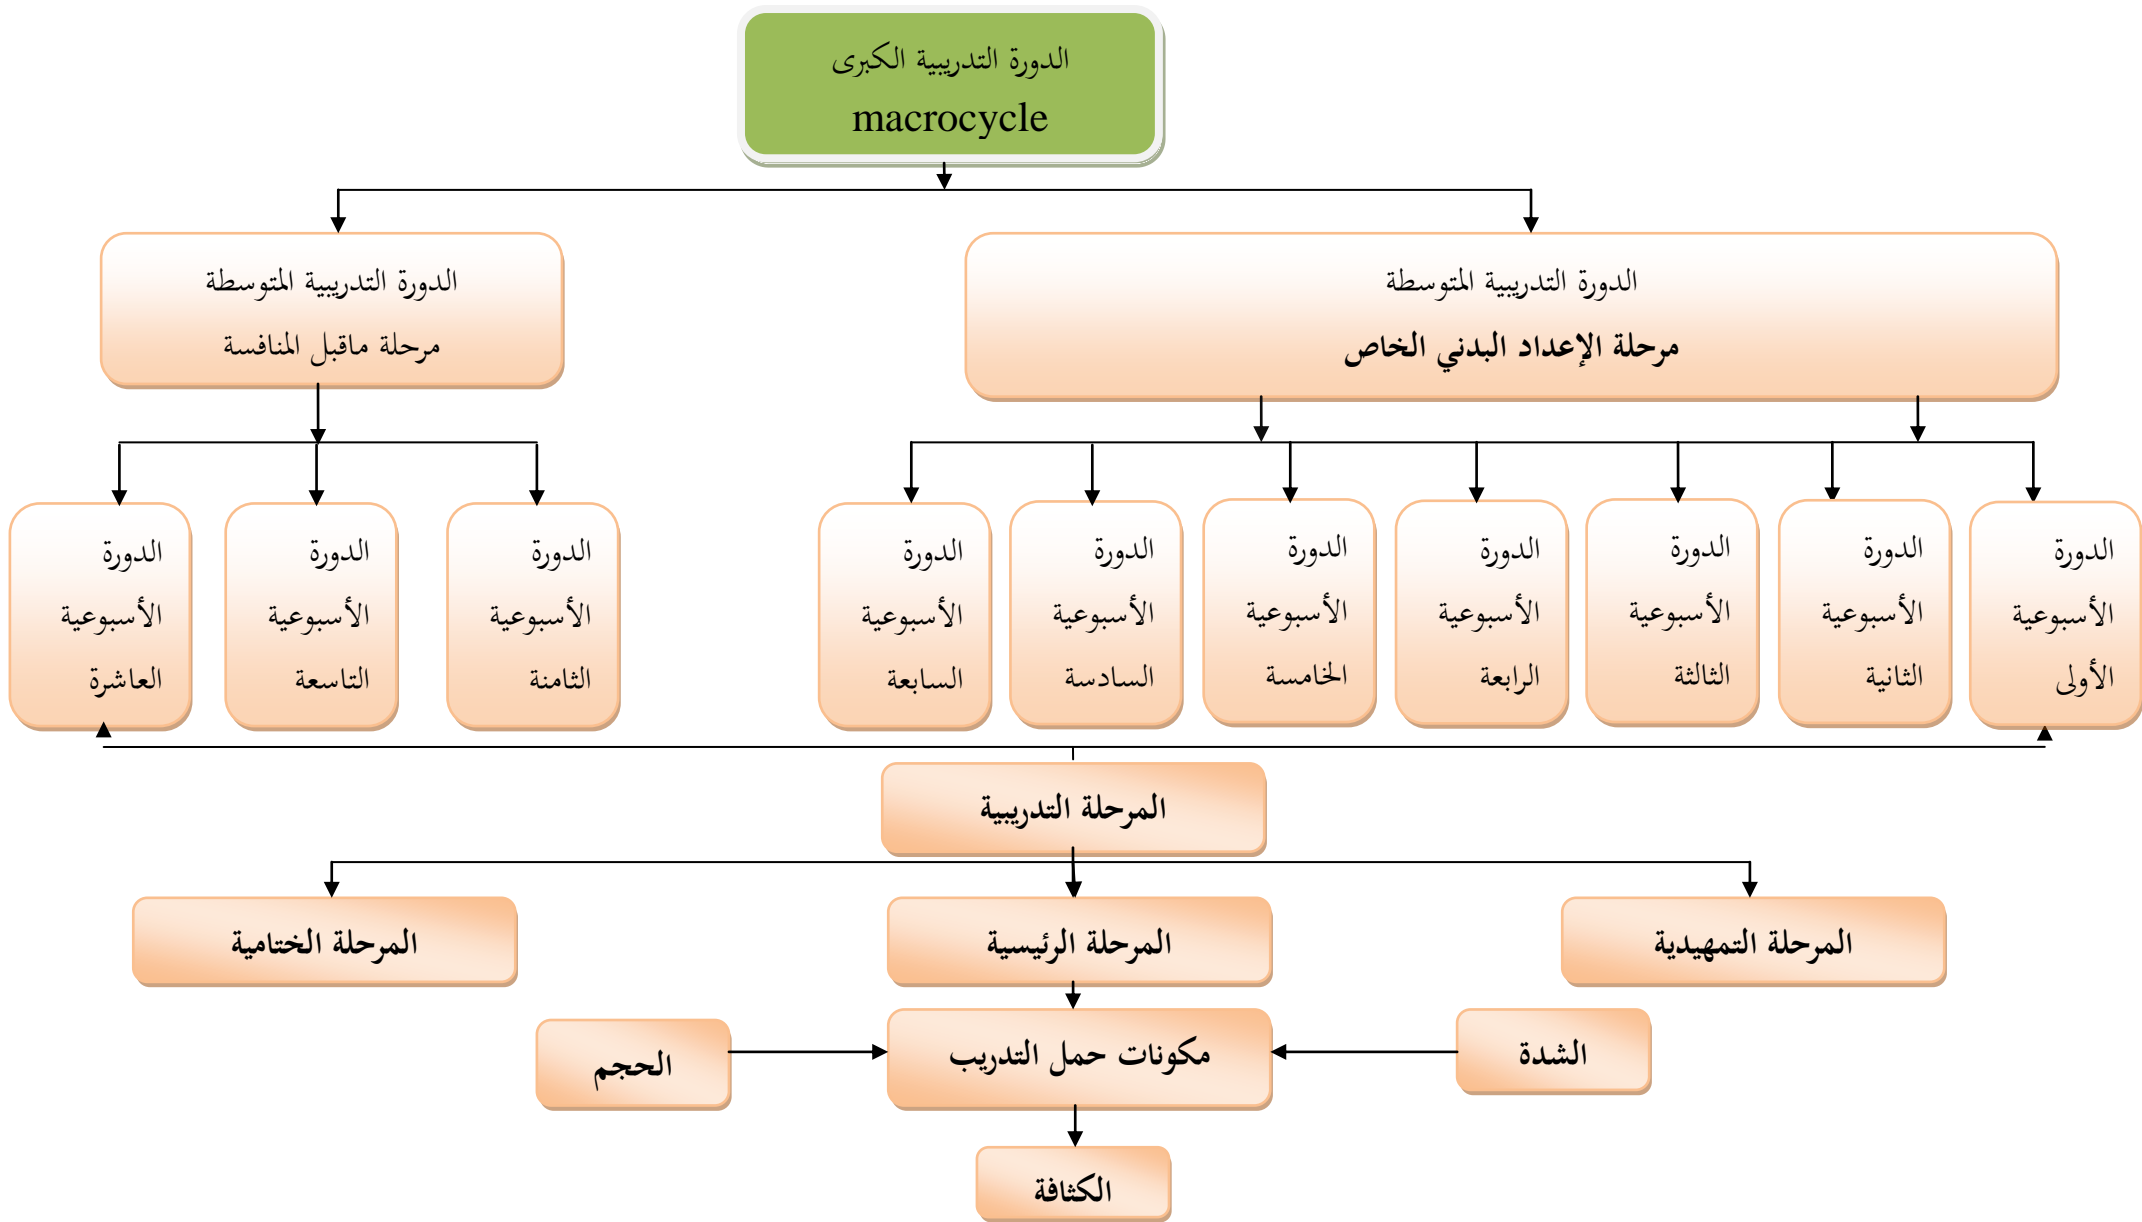 الدورة التدريبية الكبرى
macrocycle
الدورة التدريبية المتوسطة
مرحلة الإعداد البدني الخاص
الدورة التدريبية المتوسطة
مرحلة ماقبل المنافسة
الدورة
الأسبوعية
الأولى
الدورة
الأسبوعية
الثانية
الدورة
الأسبوعية
الثالثة
الدورة
الأسبوعية
الرابعة
الدورة
الأسبوعية
الخامسة
الدورة
الأسبوعية
السادسة
الدورة
الأسبوعية
السابعة
الدورة
الأسبوعية
الثامنة
الدورة
الأسبوعية
التاسعة
الدورة
الأسبوعية
العاشرة
المرحلة التدريبية
المرحلة التمهيدية
المرحلة الرئيسية
المرحلة الختامية
الشدة
مكونات حمل التدريب
الحجم
الكثافة